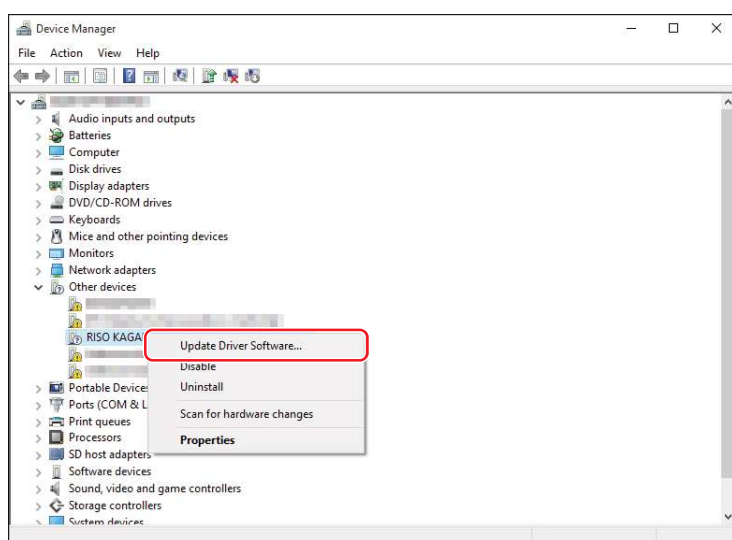 Device Manager
File Action View Help
Audio inputs and outputs
Batteries
Computer
Disk drives
Display adapters
DVD/CD-ROM drives
Keyboards
Mice and other pointing devices
Monitors
Network adapters
Other devices
RISO KAGA
Update Driver Software...
Disable
Uninstall
Scan for hardware changes
Properties
Portable Device
Ports (COM & L
Print queues
Processors
SD host adapters
Software devices
Sound, video and game controllers
Storage controllers
System devices